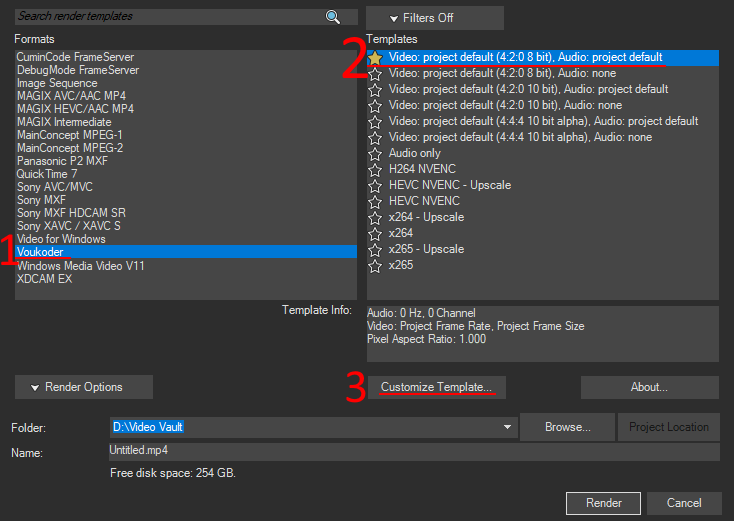 Search render templates
Filters Off
Formats
CuminCode FrameServer
DebugMode FrameServer
Image Sequence
MAGIX AVC/AAC MP4
MAGIX HEVC/AAC MP4
MAGIX Intermediate
MainConcept MPEG-1
MainConcept MPEG-2
Panasonic P2 MXF
QuickTime 7
Sony AVC/MVC
Sony MXF
Sony MXF HDCAM SR
Sony XAVC / XAVC S
Video for Windows
1 Voukoder
Windows Media Video V11
XDCAM EX
Templates
2 Video: project default (4:2:0 8 bit), Audio: project default
Video: project default (4:2:0 8 bit), Audio: none
Video: project default (4:2:0 10 bit), Audio: project default
Video: project default (4:2:0 10 bit), Audio: none
Video: project default (4:4:4 10 bit alpha), Audio: project default
Video: project default (4:4:4 10 bit alpha), Audio: none
Audio only
H264 NVENC
HEVC NVENC - Upscale
HEVC NVENC
x264 - Upscale
x264
x265 - Upscale
x265
Template Info:
Audio: 0 Hz, 0 Channel
Video: Project Frame Rate, Project Frame Size
Pixel Aspect Ratio: 1.000
Render Options
3 Customize Template...
About...
Folder:
D:\Video Vault
Browse...
Project Location
Name:
Untitled.mp4
Free disk space: 254 GB.
Render
Cancel